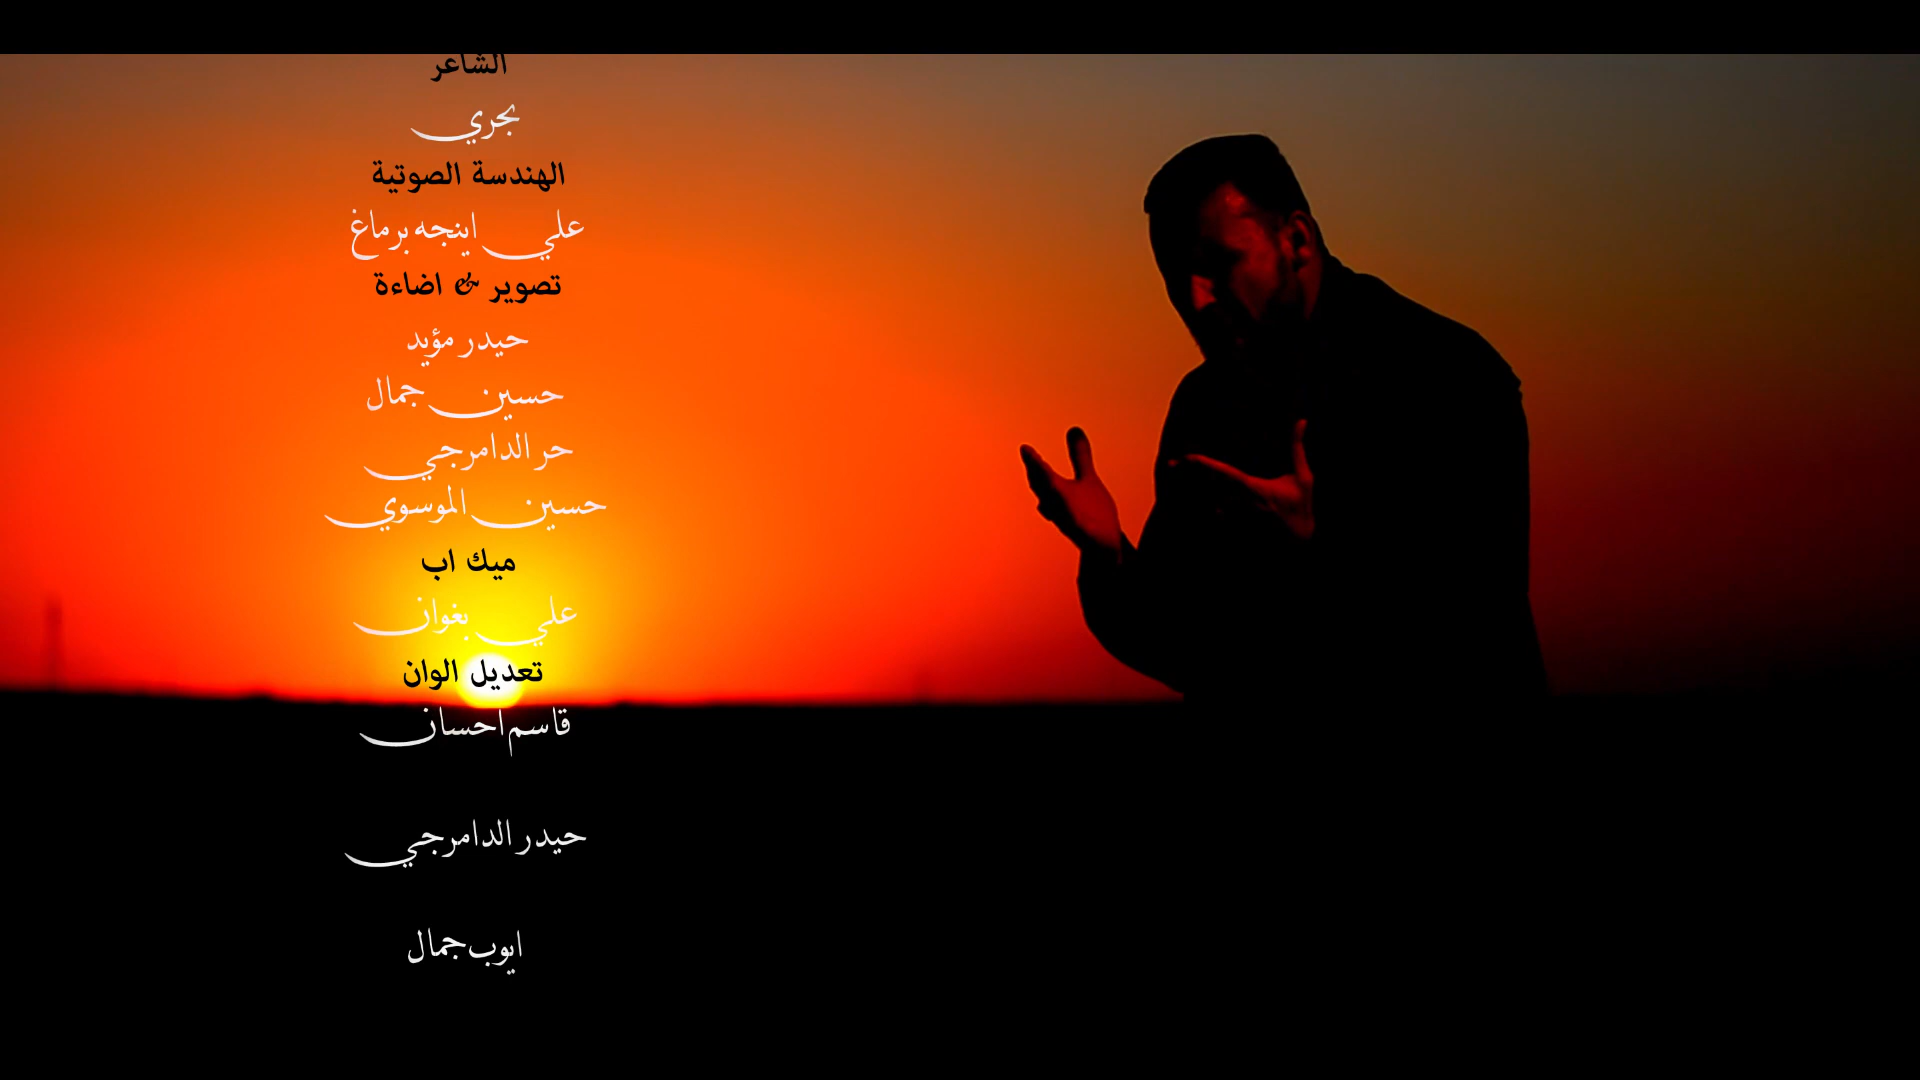 الشاعر
بجري
الهندسة الصوتية
علي اينجه برماغ
تصوير & اضاءة
حيدر مؤيد
حسين جمال
حر الدامرجي
حسين الموسوي
ميك اب
علي بغوان
تعديل الوان
قاسم احسان
حيدر الدامرجي
ايوب جمال